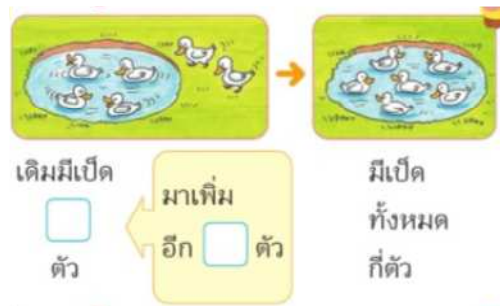 เดิมมีเป็ด
ตัว
มาเพิ่ม
อีก ตัว
มีเป็ด
ทั้งหมด
กี่ตัว